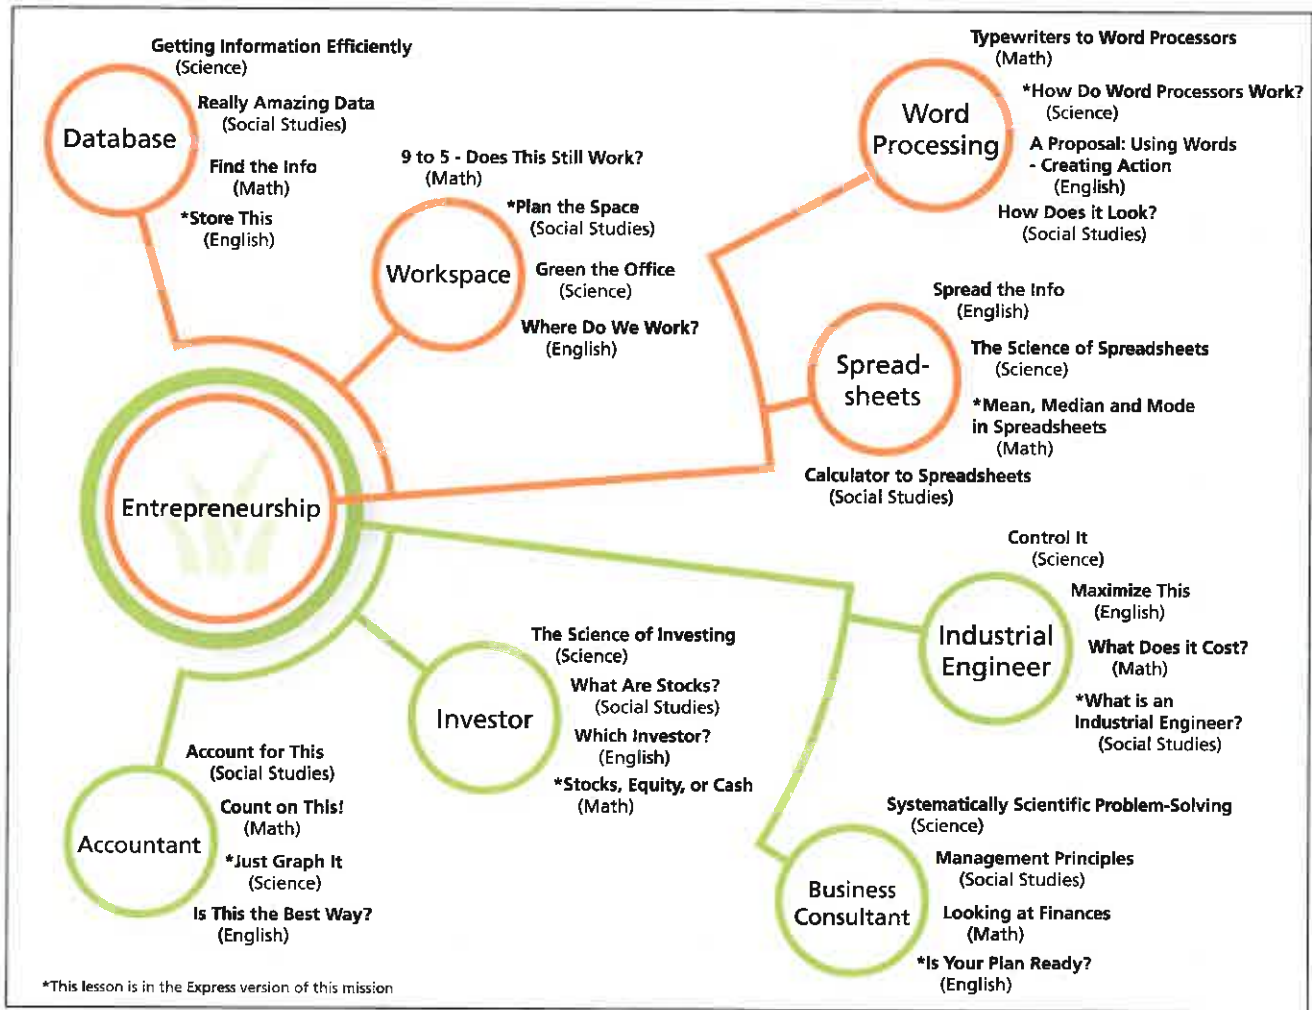 Getting Information Efficiently
(Science)
Really Amazing Data
(Social Studies)
Find the Info
(Math)
*Store This
(English)
Database
9 to 5 - Does This Still Work?
(Math)
*Plan the Space
(Social Studies)
Green the Office
(Science)
Where Do We Work?
(English)
Workspace
Typewriters to Word Processors
(Math)
*How Do Word Processors Work?
(Science)
A Proposal: Using Words
- Creating Action
(English)
How Does it Look?
(Social Studies)
Word
Processing
Spread the Info
(English)
The Science of Spreadsheets
(Science)
*Mean, Median and Mode
in Spreadsheets
(Math)
Calculator to Spreadsheets
(Social Studies)
Spread-
sheets
Entrepreneurship
Control It
(Science)
Maximize This
(English)
What Does it Cost?
(Math)
*What is an
Industrial Engineer?
(Social Studies)
Industrial
Engineer
The Science of Investing
(Science)
What Are Stocks?
(Social Studies)
Which Investor?
(English)
*Stocks, Equity, or Cash
(Math)
Investor
Account for This
(Social Studies)
Count on This!
(Math)
*Just Graph It
(Science)
Is This the Best Way?
(English)
Accountant
Systematically Scientific Problem-Solving
(Science)
Management Principles
(Social Studies)
Looking at Finances
(Math)
*Is Your Plan Ready?
(English)
Business
Consultant
*This lesson is in the Express version of this mission